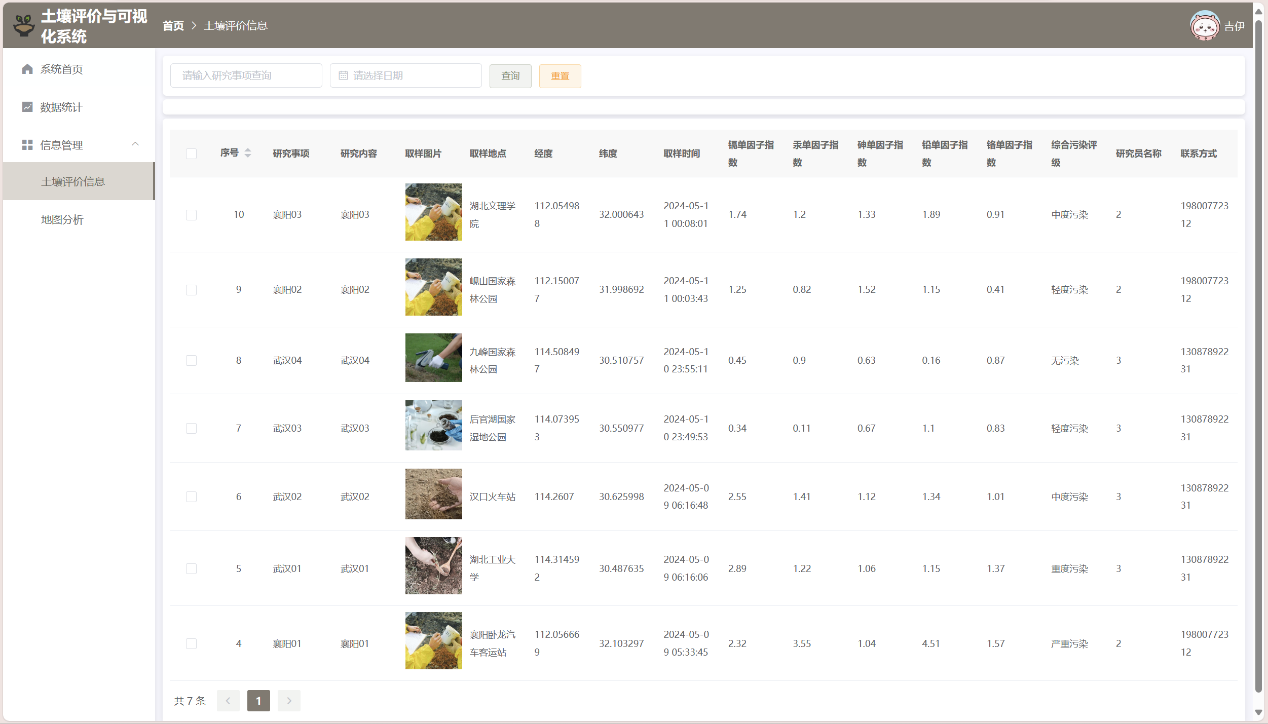 土壤评价与可视
化系统
首页 > 土壤评价信息
吉伊
系统首页
数据统计
信息管理
土壤评价信息
地图分析
请输入研究事项查询 请选择日期 查询 重置
序号 研究事项 研究内容 取样图片 取样地点 经度 纬度 取样时间 镉单因子指数 汞单因子指数 砷单因子指数 铅单因子指数 铬单因子指数 综合污染评级 研究员名称 联系方式
10 襄阳03 襄阳03 湖北文理学院 112.054988 32.000643 2024-05-11 00:08:01 1.74 1.2 1.33 1.89 0.91 中度污染 2 19800772312
9 襄阳02 襄阳02 岘山国家森林公园 112.150077 31.998692 2024-05-11 00:03:43 1.25 0.82 1.52 1.15 0.41 轻度污染 2 19800772312
8 武汉04 武汉04 九峰国家森林公园 114.508497 30.510757 2024-05-10 23:55:11 0.45 0.9 0.63 0.16 0.87 无污染 3 13087892231
7 武汉03 武汉03 后官湖国家湿地公园 114.073953 30.550977 2024-05-10 23:49:53 0.34 0.11 0.67 1.1 0.83 轻度污染 3 13087892231
6 武汉02 武汉02 汉口火车站 114.2607 30.625998 2024-05-09 06:16:48 2.55 1.41 1.12 1.34 1.01 中度污染 3 13087892231
5 武汉01 武汉01 湖北工业大学 114.314592 30.487635 2024-05-09 06:16:06 2.89 1.22 1.06 1.15 1.37 重度污染 3 13087892231
4 襄阳01 襄阳01 襄阳卧龙汽车客运站 112.056669 32.103297 2024-05-09 05:33:45 2.32 3.55 1.04 4.51 1.57 严重污染 2 19800772312
共 7 条 < 1 >